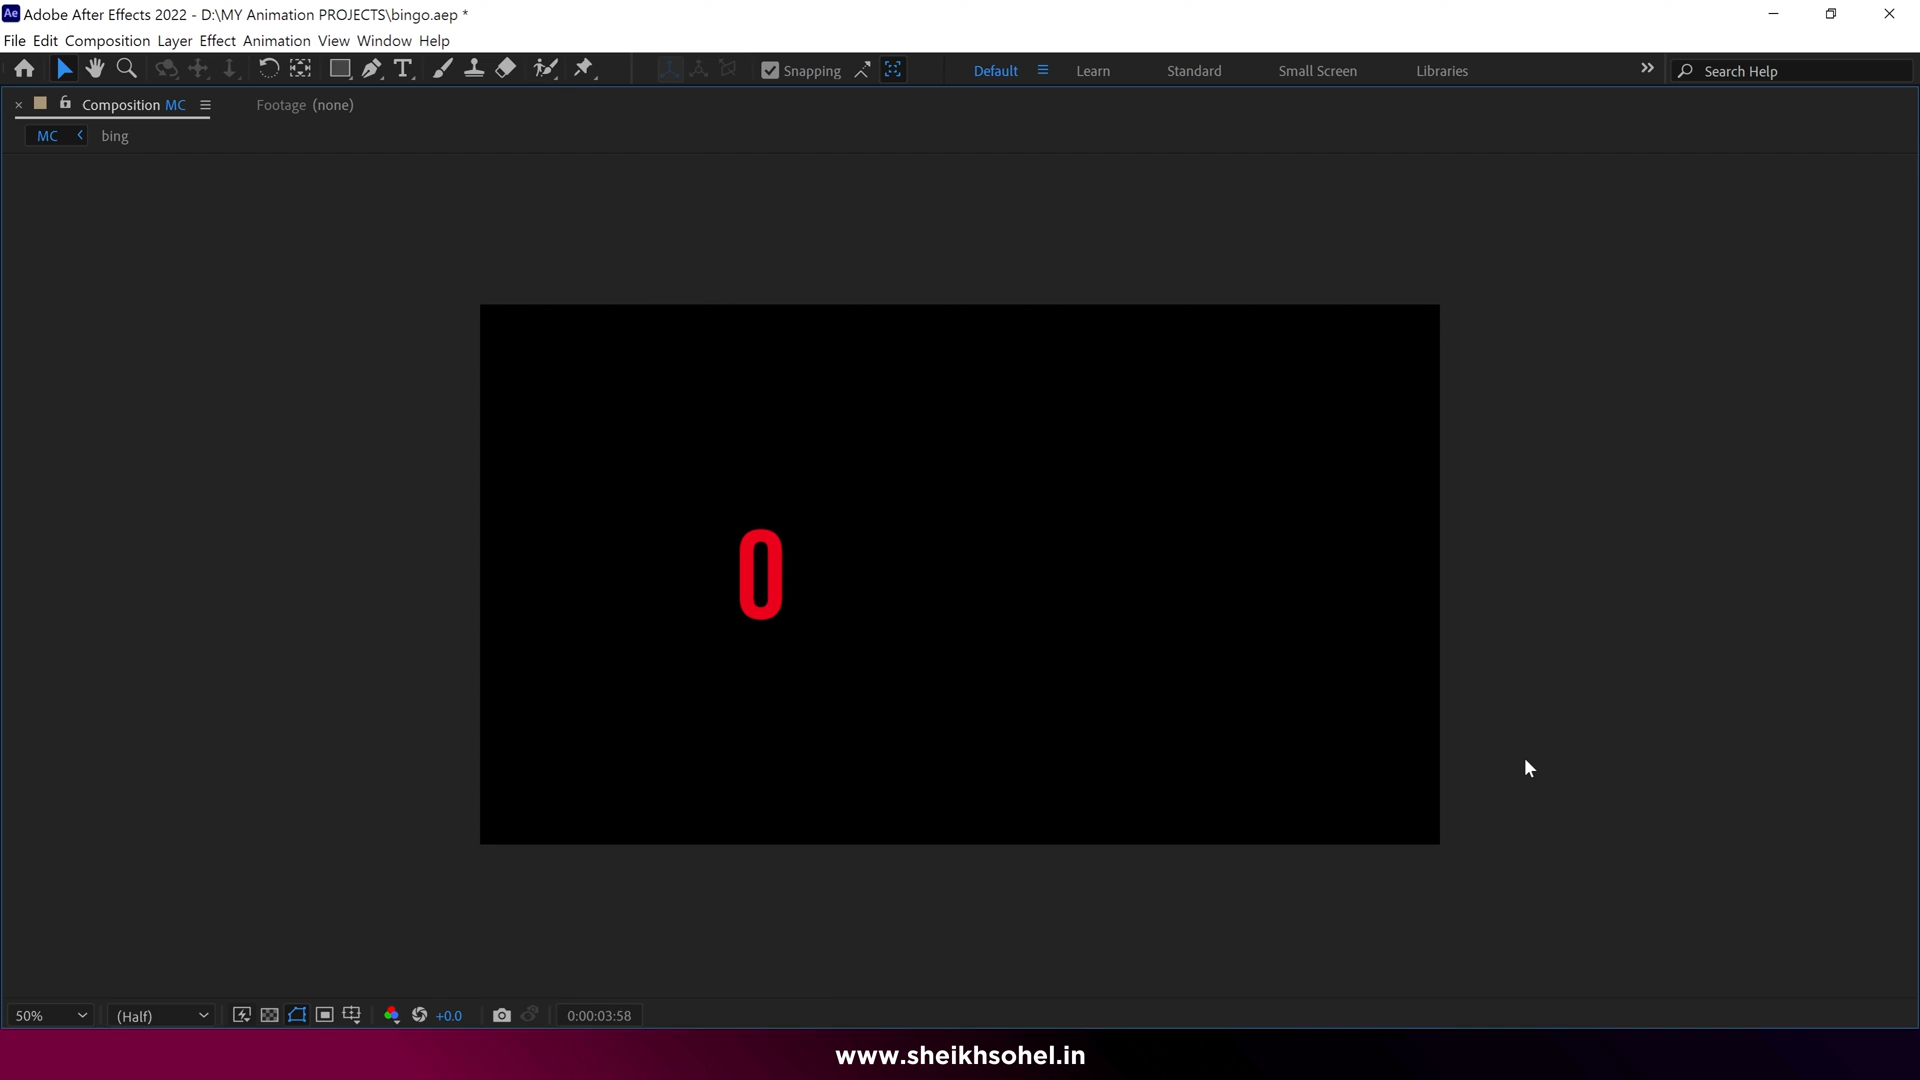 Ae Adobe After Effects 2022 - D:\MY Animation PROJECTS\bingo.aep *
File Edit Composition Layer Effect Animation View Window Help
Snapping Default Learn Standard Small Screen Libraries Search Help
Composition MC Footage (none)
MC bing
0
50% (Half) +0.0 0:00:03:58
www.sheikhsohel.in